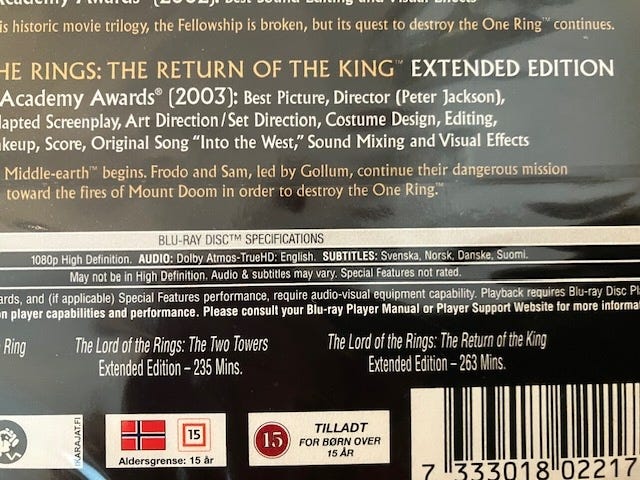 Academy Awards® (2002): Best Sound Editing and Visual Effects
is historic movie trilogy, the Fellowship is broken, but its quest to destroy the One Ring™ continues.
HE RINGS: THE RETURN OF THE KING™ EXTENDED EDITION
Academy Awards® (2003): Best Picture, Director (Peter Jackson),
dapted Screenplay, Art Direction/Set Direction, Costume Design, Editing,
akeup, Score, Original Song "Into the West," Sound Mixing and Visual Effects
Middle-earth™ begins. Frodo and Sam, led by Gollum, continue their dangerous mission
toward the fires of Mount Doom in order to destroy the One Ring.™
BLU-RAY DISC™ SPECIFICATIONS
1080p High Definition. AUDIO: Dolby Atmos-TrueHD: English. SUBTITLES: Svenska, Norsk, Danske, Suomi.
May not be in High Definition. Audio & subtitles may vary. Special Features not rated.
ards, and (if applicable) Special Features performance, require audio-visual equipment capability. Playback requires Blu-ray Disc Pl
on player capabilities and performance. Please consult your Blu-ray Player Manual or Player Support Website for more informa
Ring
The Lord of the Rings: The Two Towers
Extended Edition – 235 Mins.
The Lord of the Rings: The Return of the King
Extended Edition – 263 Mins.
IKARAJAT.FI
15
Aldersgrense: 15 år
15
TILLADT
FOR BØRN OVER
15 ÅR
7 333018 02217